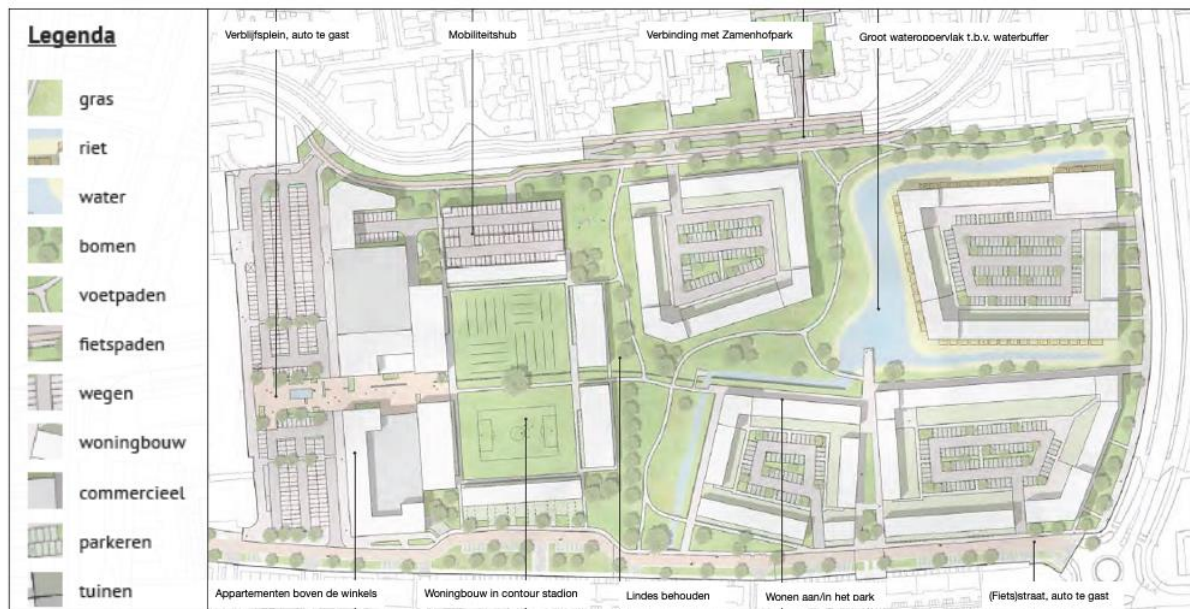 Legenda
gras
riet
water
bomen
voetpaden
fietspaden
wegen
woningbouw
commercieel
parkeren
tuinen
Verblijfsplein, auto te gast
Mobiliteitshub
Verbinding met Zamenhofpark
Groot wateroppervlak t.b.v. waterbuffer
Appartementen boven de winkels
Woningbouw in contour stadion
Lindes behouden
Wonen aan/in het park
(Fiets)straat, auto te gast